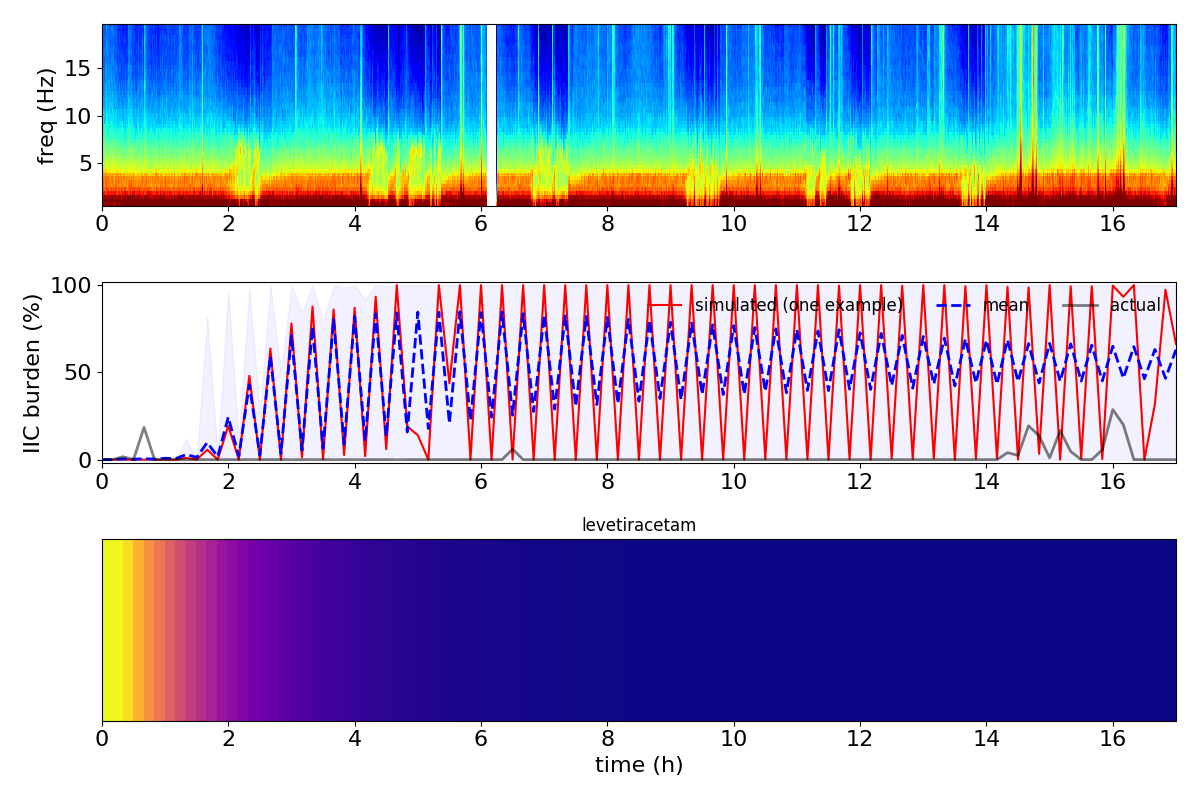 freq (Hz)
15
10
5
0 2 4 6 8 10 12 14 16
IIC burden (%)
100
50
0
simulated (one example) mean actual
0 2 4 6 8 10 12 14 16
levetiracetam
0 2 4 6 8 10 12 14 16
time (h)